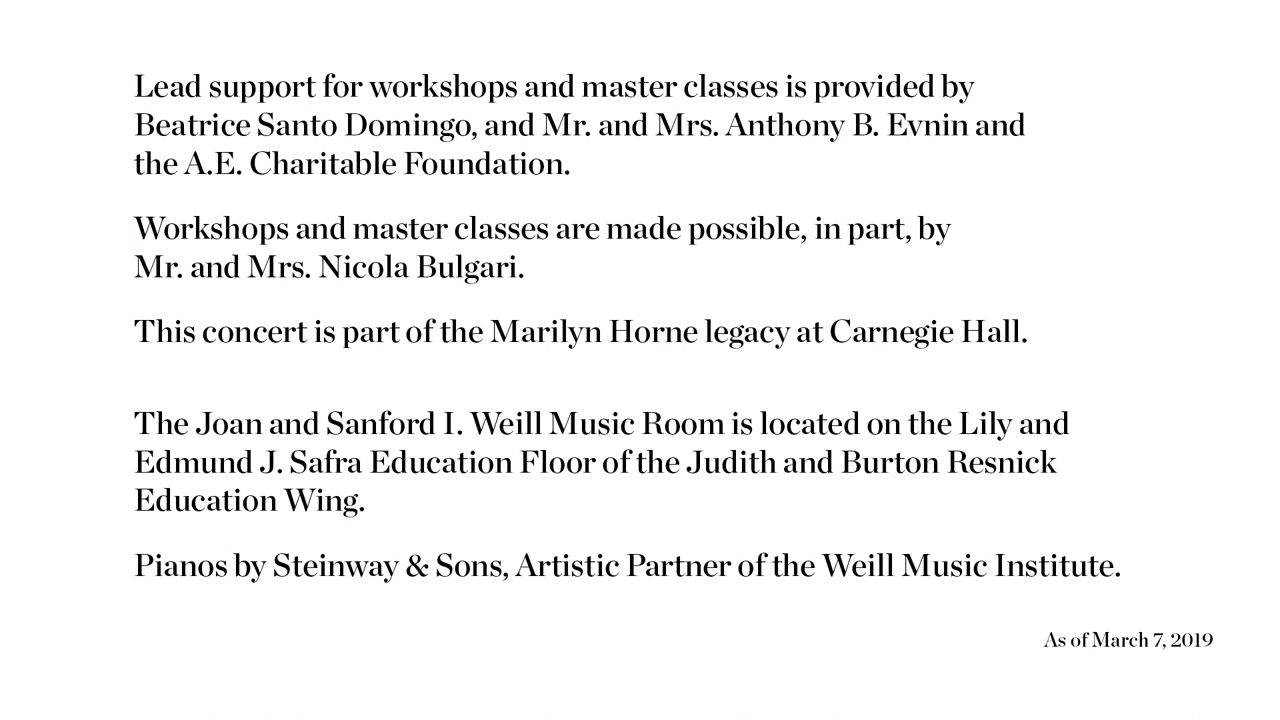 Lead support for workshops and master classes is provided by
Beatrice Santo Domingo, and Mr. and Mrs. Anthony B. Evnin and
the A.E. Charitable Foundation.
Workshops and master classes are made possible, in part, by
Mr. and Mrs. Nicola Bulgari.
This concert is part of the Marilyn Horne legacy at Carnegie Hall.
The Joan and Sanford I. Weill Music Room is located on the Lily and
Edmund J. Safra Education Floor of the Judith and Burton Resnick
Education Wing.
Pianos by Steinway & Sons, Artistic Partner of the Weill Music Institute.
As of March 7, 2019